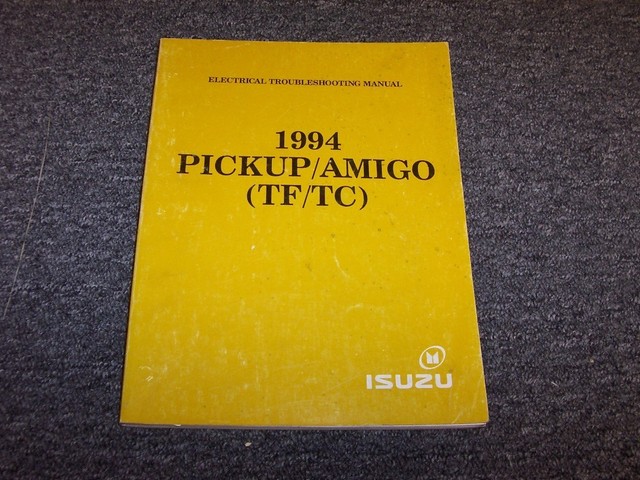 ELECTRICAL TROUBLESHOOTING MANUAL
1994
PICKUP/AMIGO
(TF/TC)
ISUZU